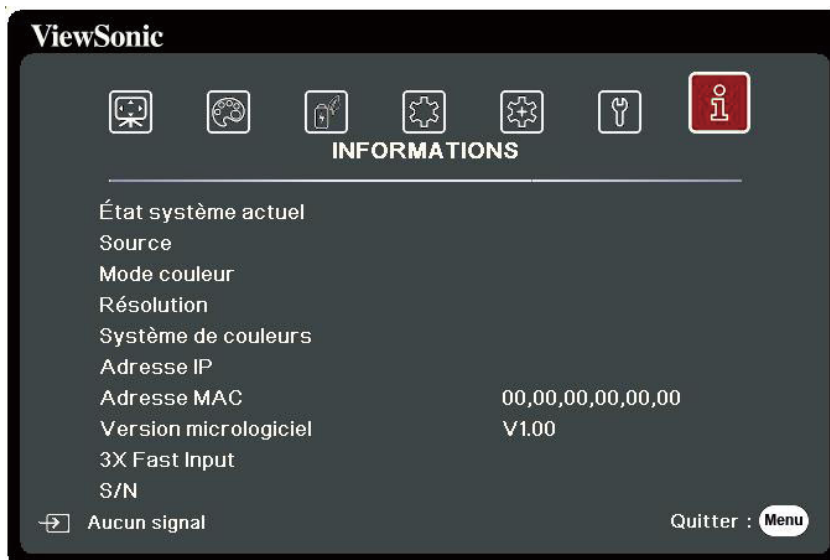 ViewSonic
INFORMATIONS
État système actuel
Source
Mode couleur
Résolution
Système de couleurs
Adresse IP
Adresse MAC 00,00,00,00,00,00
Version micrologiciel V1.00
3X Fast Input
S/N
Aucun signal Quitter : Menu